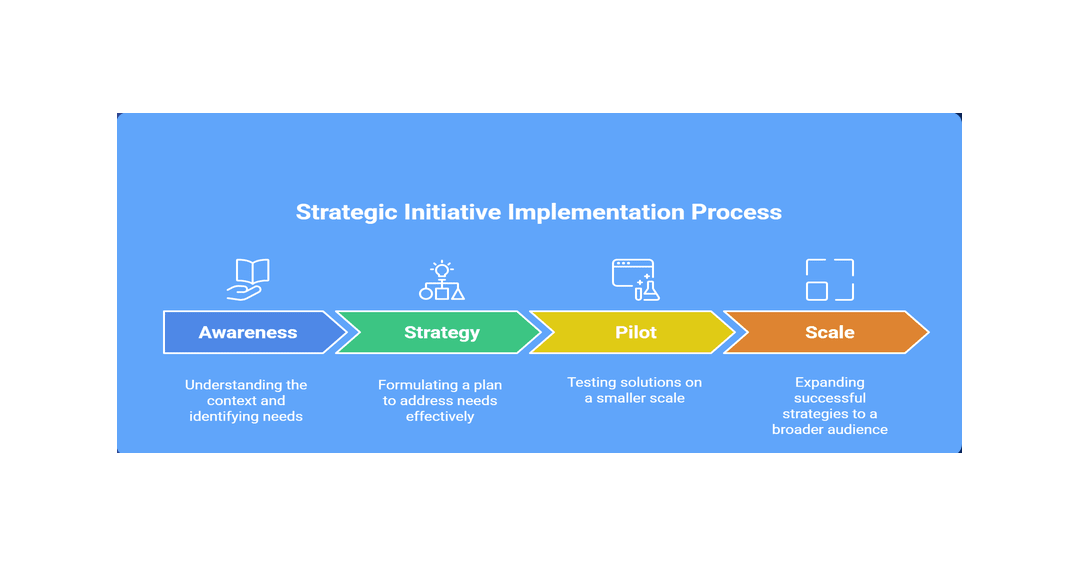 Strategic Initiative Implementation Process
Awareness
Strategy
Pilot
Scale
Understanding the
context and
identifying needs
Formulating a plan
to address needs
effectively
Testing solutions on
a smaller scale
Expanding
successful
strategies to a
broader audience